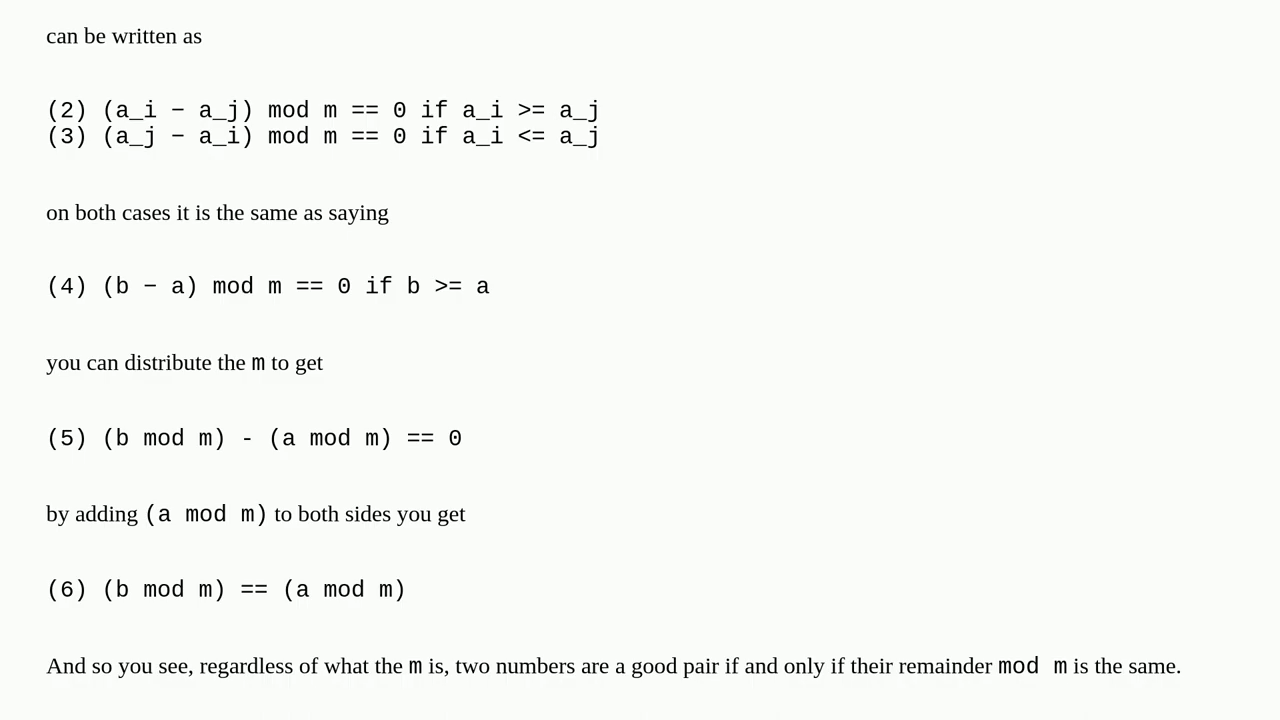 can be written as
(2) (a_i − a_j) mod m == 0 if a_i >= a_j
(3) (a_j − a_i) mod m == 0 if a_i <= a_j
on both cases it is the same as saying
(4) (b − a) mod m == 0 if b >= a
you can distribute the m to get
(5) (b mod m) - (a mod m) == 0
by adding (a mod m) to both sides you get
(6) (b mod m) == (a mod m)
And so you see, regardless of what the m is, two numbers are a good pair if and only if their remainder mod m is the same.